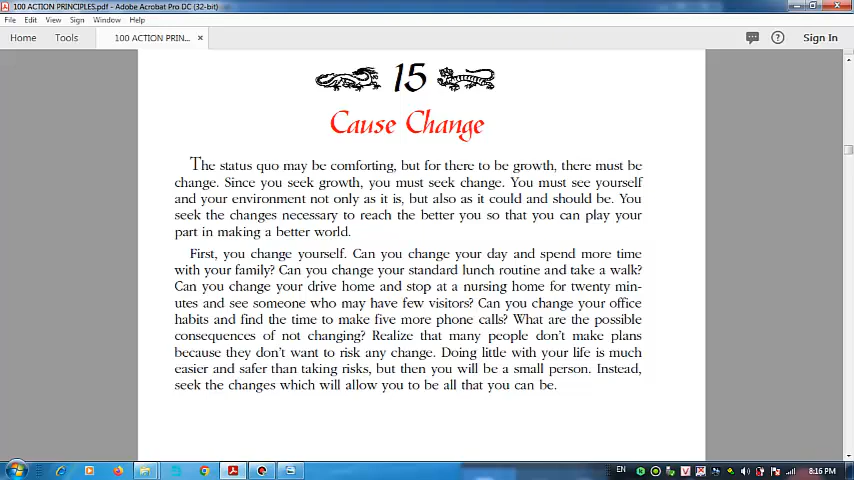 100 ACTION PRINCIPLES.pdf - Adobe Acrobat Pro DC (32-bit)
File Edit View Sign Window Help
Home Tools 100 ACTION PRIN... × Sign In
15
Cause Change
The status quo may be comforting, but for there to be growth, there must be
change. Since you seek growth, you must seek change. You must see yourself
and your environment not only as it is, but also as it could and should be. You
seek the changes necessary to reach the better you so that you can play your
part in making a better world.
First, you change yourself. Can you change your day and spend more time
with your family? Can you change your standard lunch routine and take a walk?
Can you change your drive home and stop at a nursing home for twenty min-
utes and see someone who may have few visitors? Can you change your office
habits and find the time to make five more phone calls? What are the possible
consequences of not changing? Realize that many people don't make plans
because they don't want to risk any change. Doing little with your life is much
easier and safer than taking risks, but then you will be a small person. Instead,
seek the changes which will allow you to be all that you can be.
EN 8:16 PM